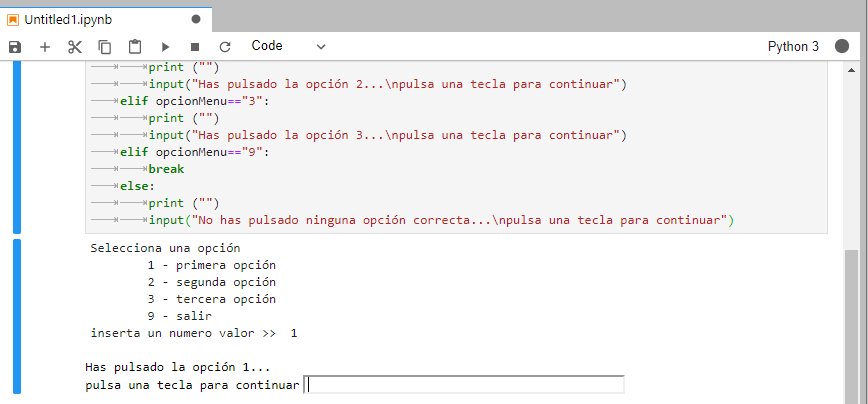 Untitled1.ipynb
Code
Python 3
print ("")
input("Has pulsado la opción 2...\npulsa una tecla para continuar")
elif opcionMenu=="3":
print ("")
input("Has pulsado la opción 3...\npulsa una tecla para continuar")
elif opcionMenu=="9":
break
else:
print ("")
input("No has pulsado ninguna opción correcta...\npulsa una tecla para continuar")
Selecciona una opción
1 - primera opción
2 - segunda opción
3 - tercera opción
9 - salir
inserta un numero valor >> 1
Has pulsado la opción 1...
pulsa una tecla para continuar